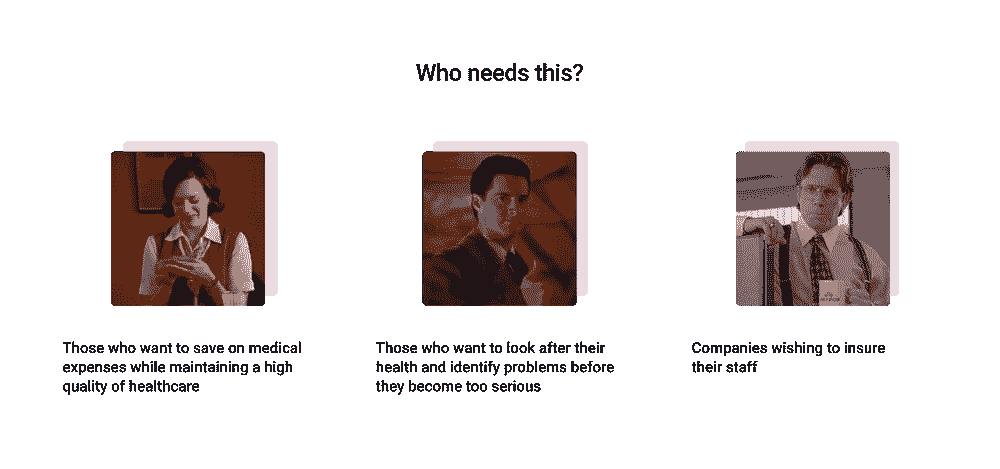 Who needs this?
Those who want to save on medical
expenses while maintaining a high
quality of healthcare
Those who want to look after their
health and identify problems before
they become too serious
Companies wishing to insure
their staff